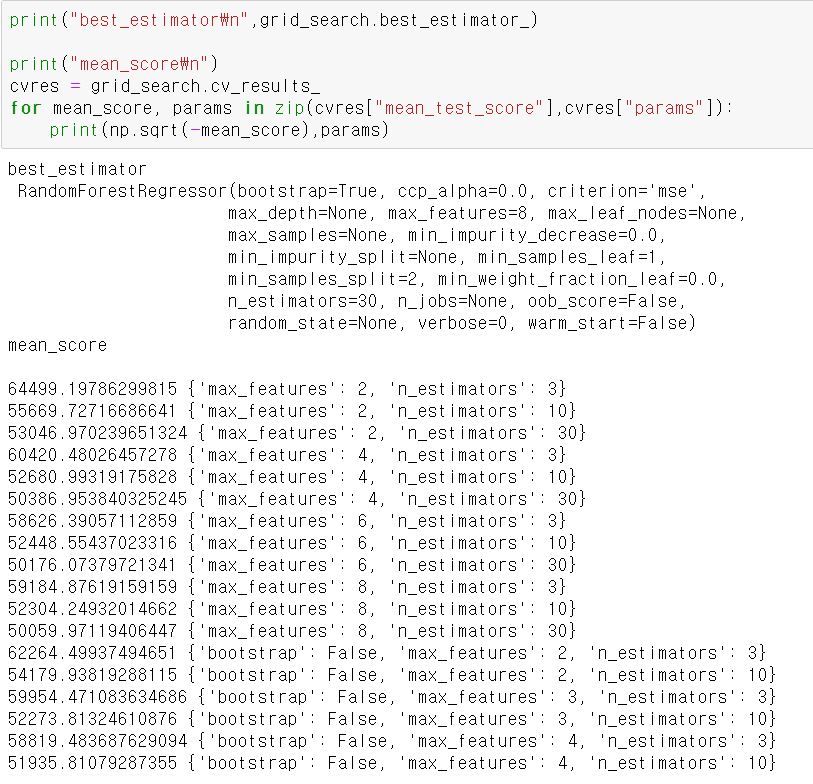 print("best_estimator₩n",grid_search.best_estimator_)
print("mean_score₩n")
cvres = grid_search.cv_results_
for mean_score, params in zip(cvres["mean_test_score"],cvres["params"]):
    print(np.sqrt(-mean_score),params)
best_estimator
 RandomForestRegressor(bootstrap=True, ccp_alpha=0.0, criterion='mse',
                      max_depth=None, max_features=8, max_leaf_nodes=None,
                      max_samples=None, min_impurity_decrease=0.0,
                      min_impurity_split=None, min_samples_leaf=1,
                      min_samples_split=2, min_weight_fraction_leaf=0.0,
                      n_estimators=30, n_jobs=None, oob_score=False,
                      random_state=None, verbose=0, warm_start=False)
mean_score
64499.19786299815 {'max_features': 2, 'n_estimators': 3}
55669.72716686641 {'max_features': 2, 'n_estimators': 10}
53046.970239651324 {'max_features': 2, 'n_estimators': 30}
60420.48026457278 {'max_features': 4, 'n_estimators': 3}
52680.99319175828 {'max_features': 4, 'n_estimators': 10}
50386.953840325245 {'max_features': 4, 'n_estimators': 30}
58626.39057112859 {'max_features': 6, 'n_estimators': 3}
52448.55437023316 {'max_features': 6, 'n_estimators': 10}
50176.07379721341 {'max_features': 6, 'n_estimators': 30}
59184.87619159159 {'max_features': 8, 'n_estimators': 3}
52304.24932014662 {'max_features': 8, 'n_estimators': 10}
50059.97119406447 {'max_features': 8, 'n_estimators': 30}
62264.49937494651 {'bootstrap': False, 'max_features': 2, 'n_estimators': 3}
54179.93819288115 {'bootstrap': False, 'max_features': 2, 'n_estimators': 10}
59954.471083634686 {'bootstrap': False, 'max_features': 3, 'n_estimators': 3}
52273.81324610876 {'bootstrap': False, 'max_features': 3, 'n_estimators': 10}
58819.483687629094 {'bootstrap': False, 'max_features': 4, 'n_estimators': 3}
51935.81079287355 {'bootstrap': False, 'max_features': 4, 'n_estimators': 10}